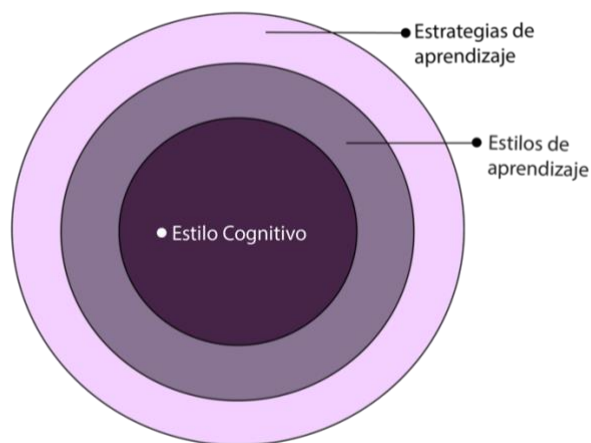 Estrategias de
aprendizaje
Estilos de
aprendizaje
Estilo Cognitivo